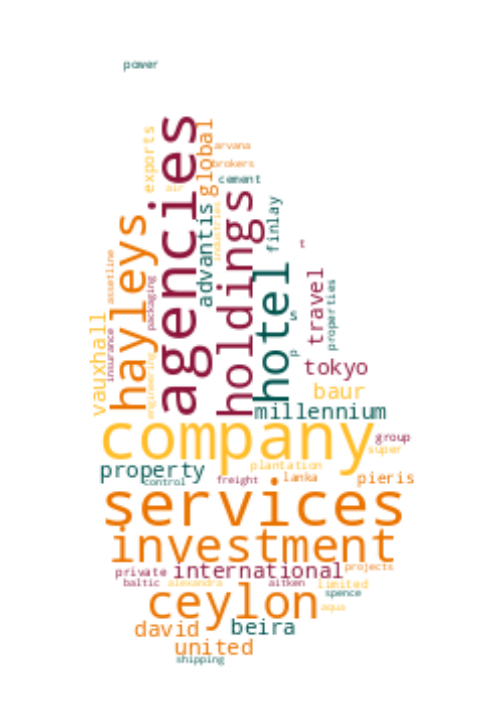 power
agencies
exports
global
arvana
brokers
air
cement
holdings
hayleys
advantis
industries
finlay
t
hotel
travel
properties
assetline
packaging
vauxhall
insurance
engineering
s
p
tokyo
baur
millennium
company
group
super
property
plantation
control
freight
lanka
pieris
services
investment
private
international
projects
baltic
alexandra
aitken
limited
spence
ceylon
aqua
david
beira
united
shipping